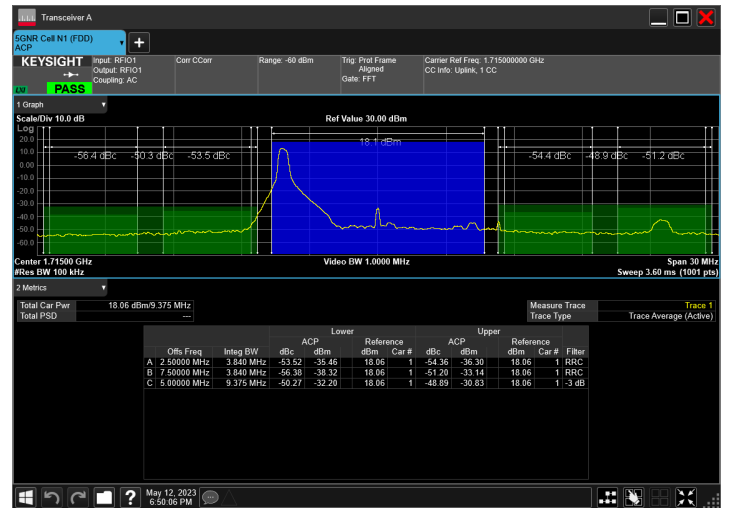 Transceiver A
5GNR Cell N1 (FDD)
ACP
KEYSIGHT
LXI
PASS
Input: RFIO1
Output: RFIO1
Coupling: AC
Corr CCorr
Range: -60 dBm
Trig: Prot Frame
Aligned
Gate: FFT
Carrier Ref Freq: 1.715000000 GHz
CC Info: Uplink, 1 CC
1 Graph
Scale/Div 10.0 dB
Ref Value 30.00 dBm
Log
20.0
10.0
0.00
-10.0
-20.0
-30.0
-40.0
-50.0
-60.0
-56.4 dBc
-50.3 dBc
-53.5 dBc
18.1 dBm
-54.4 dBc
-48.9 dBc
-51.2 dBc
Center 1.71500 GHz
Video BW 1.0000 MHz
Span 30 MHz
#Res BW 100 kHz
Sweep 3.60 ms (1001 pts)
2 Metrics
Total Car Pwr 18.06 dBm/9.375 MHz
Total PSD ---
Measure Trace Trace 1
Trace Type Trace Average (Active)
Lower Upper
ACP Reference ACP Reference
Offs Freq Integ BW dBc dBm dBm Car # dBc dBm dBm Car # Filter
A 2.50000 MHz 3.840 MHz -53.52 -35.46 18.06 1 -54.36 -36.30 18.06 1 RRC
B 7.50000 MHz 3.840 MHz -56.38 -38.32 18.06 1 -51.20 -33.14 18.06 1 RRC
C 5.00000 MHz 9.375 MHz -50.27 -32.20 18.06 1 -48.89 -30.83 18.06 1 -3 dB
May 12, 2023
6:50:06 PM